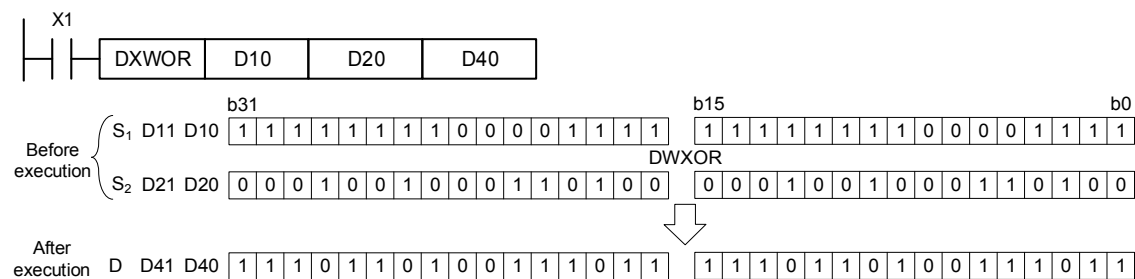 X1
DXWOR D10 D20 D40
b31 b15 b0
S1 D11 D10 1 1 1 1 1 1 1 1 0 0 0 0 1 1 1 1 1 1 1 1 1 1 1 1 0 0 0 0 1 1 1 1
Before
execution
DWXOR
S2 D21 D20 0 0 0 1 0 0 1 0 0 0 1 1 0 1 0 0 0 0 0 1 0 0 1 0 0 0 1 1 0 1 0 0
After
execution D D41 D40 1 1 1 0 1 1 0 1 0 0 1 1 1 0 1 1 1 1 1 0 1 1 0 1 0 0 1 1 1 0 1 1